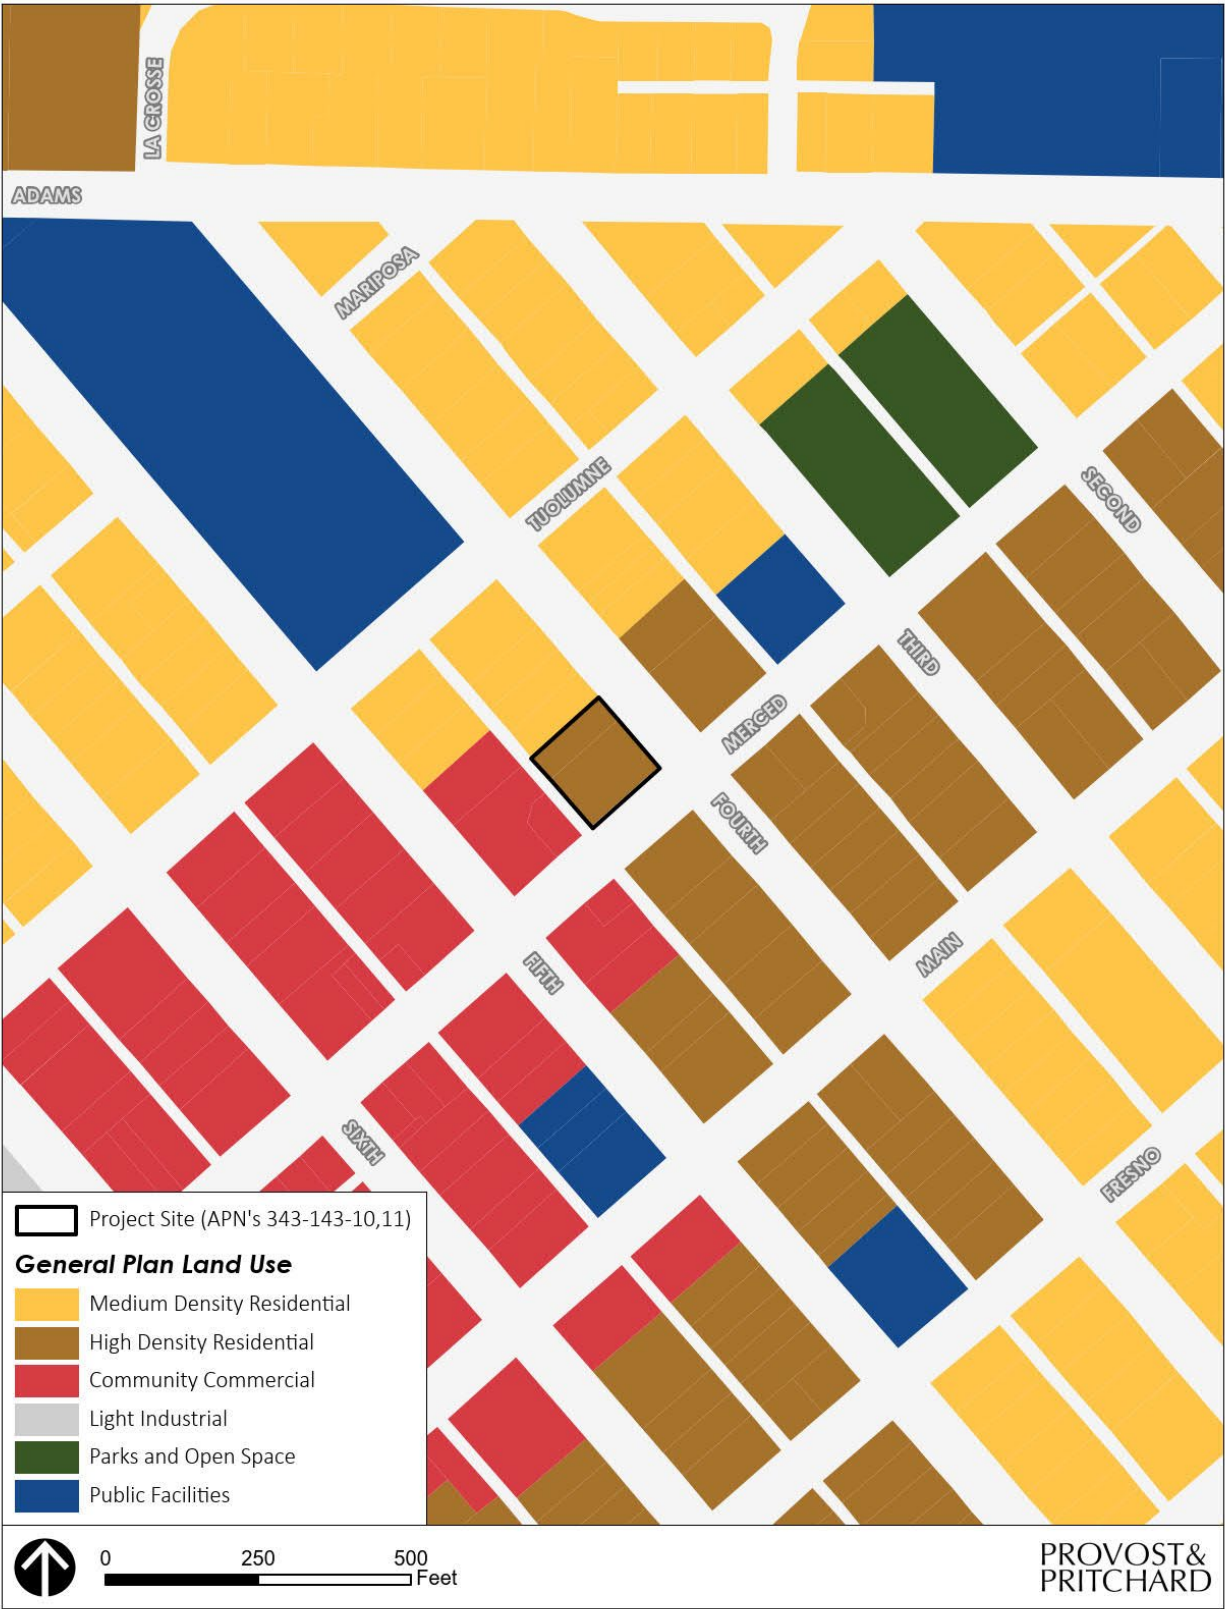 LA CROSSE
ADAMS
MARIPOSA
TUOLUMNE
SECOND
THIRD
MERCED
FOURTH
MAIN
FIFTH
SIXTH
FRESNO
Project Site (APN's 343-143-10,11)
General Plan Land Use
Medium Density Residential
High Density Residential
Community Commercial
Light Industrial
Parks and Open Space
Public Facilities
0 250 500
Feet
PROVOST&
PRITCHARD